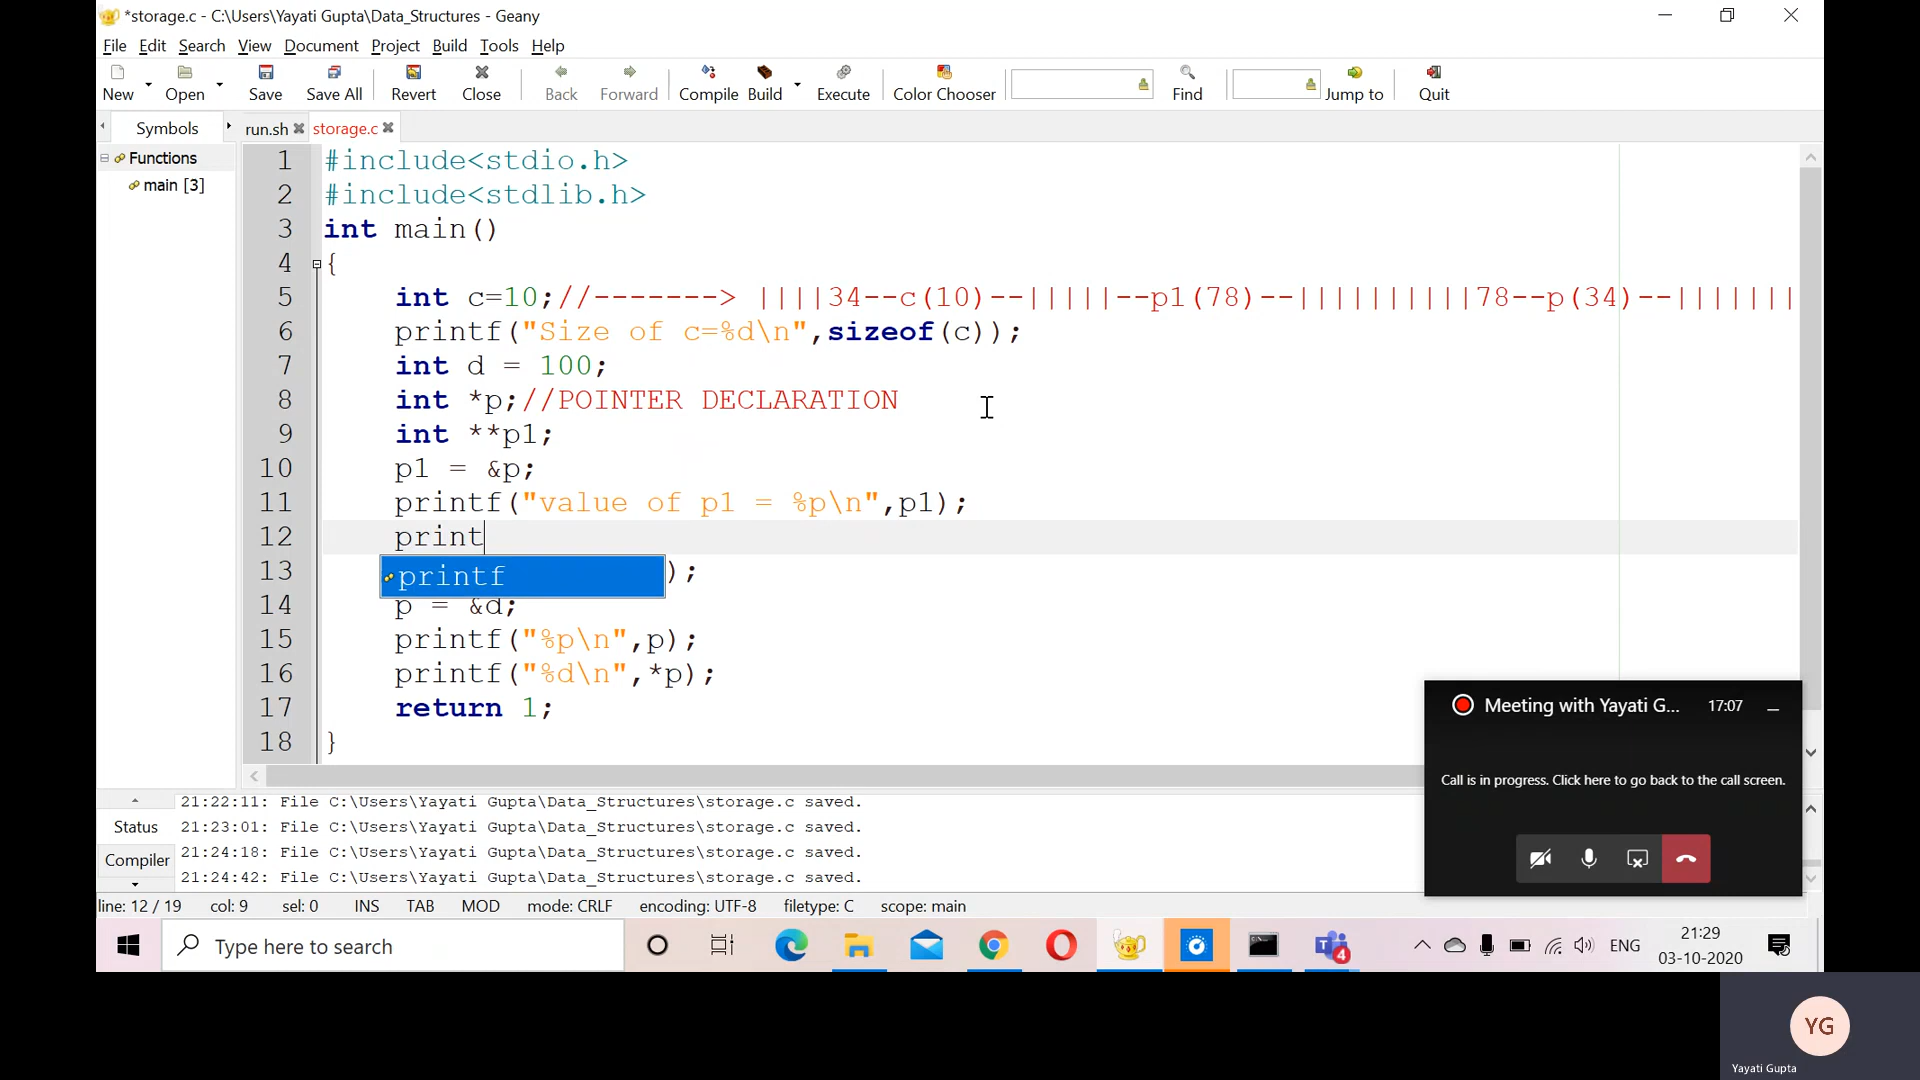 *storage.c - C:\Users\Yayati Gupta\Data_Structures - Geany
File Edit Search View Document Project Build Tools Help
New Open Save Save All Revert Close Back Forward Compile Build Execute Color Chooser Find Jump to Quit
Symbols run.sh storage.c
Functions
main [3]
1 #include<stdio.h>
2 #include<stdlib.h>
3 int main()
4 {
5 int c=10;//-------> ||||34--c(10)--|||||--p1(78)--||||||||||78--p(34)--|||||||
6 printf("Size of c=%d\n",sizeof(c));
7 int d = 100;
8 int *p;//POINTER DECLARATION
9 int **p1;
10 p1 = &p;
11 printf("value of p1 = %p\n",p1);
12 print
printf
13 );
14 p = &d;
15 printf("%p\n",p);
16 printf("%d\n",*p);
17 return 1;
18 }
Meeting with Yayati G... 17:07
Call is in progress. Click here to go back to the call screen.
Status
Compiler
21:22:11: File C:\Users\Yayati Gupta\Data_Structures\storage.c saved.
21:23:01: File C:\Users\Yayati Gupta\Data_Structures\storage.c saved.
21:24:18: File C:\Users\Yayati Gupta\Data_Structures\storage.c saved.
21:24:42: File C:\Users\Yayati Gupta\Data_Structures\storage.c saved.
line: 12 / 19 col: 9 sel: 0 INS TAB MOD mode: CRLF encoding: UTF-8 filetype: C scope: main
Type here to search
4
ENG
21:29
03-10-2020
YG
Yayati Gupta